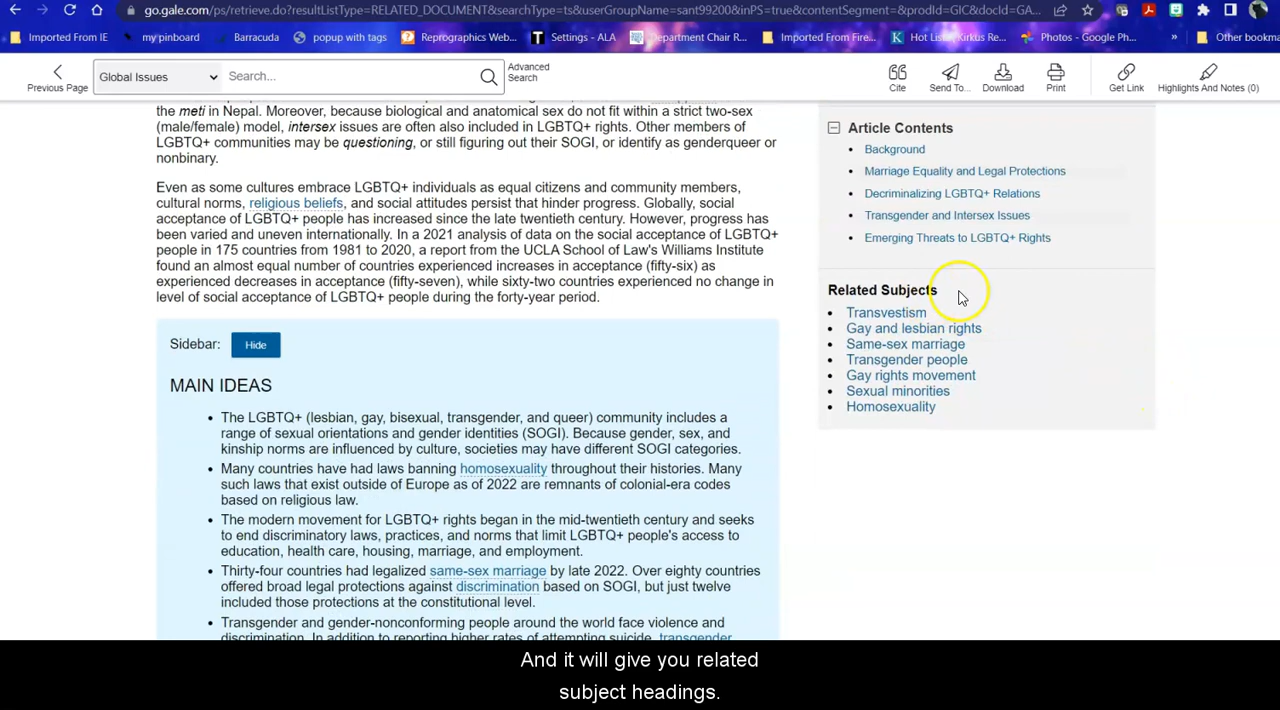 go.gale.com/ps/retrieve.do?resultListType=RELATED_DOCUMENT&searchType=ts&userGroupName=sant99200&inPS=true&contentSegment=&prodId=GIC&docId=GA...
Imported From IE
my pinboard
Barracuda
popup with tags
Reprographics Web...
Settings - ALA
Department Chair R...
Imported From Fire...
Hot List | Kirkus Re...
Photos - Google Ph...
»
Other bookma
Previous Page
Global Issues
Search...
Advanced
Search
Cite
Send To...
Download
Print
Get Link
Highlights And Notes (0)
the meti in Nepal. Moreover, because biological and anatomical sex do not fit within a strict two-sex
(male/female) model, intersex issues are often also included in LGBTQ+ rights. Other members of
LGBTQ+ communities may be questioning, or still figuring out their SOGI, or identify as genderqueer or
nonbinary.
Even as some cultures embrace LGBTQ+ individuals as equal citizens and community members,
cultural norms, religious beliefs, and social attitudes persist that hinder progress. Globally, social
acceptance of LGBTQ+ people has increased since the late twentieth century. However, progress has
been varied and uneven internationally. In a 2021 analysis of data on the social acceptance of LGBTQ+
people in 175 countries from 1981 to 2020, a report from the UCLA School of Law's Williams Institute
found an almost equal number of countries experienced increases in acceptance (fifty-six) as
experienced decreases in acceptance (fifty-seven), while sixty-two countries experienced no change in
level of social acceptance of LGBTQ+ people during the forty-year period.
Sidebar:
Hide
MAIN IDEAS
• The LGBTQ+ (lesbian, gay, bisexual, transgender, and queer) community includes a
range of sexual orientations and gender identities (SOGI). Because gender, sex, and
kinship norms are influenced by culture, societies may have different SOGI categories.
• Many countries have had laws banning homosexuality throughout their histories. Many
such laws that exist outside of Europe as of 2022 are remnants of colonial-era codes
based on religious law.
• The modern movement for LGBTQ+ rights began in the mid-twentieth century and seeks
to end discriminatory laws, practices, and norms that limit LGBTQ+ people's access to
education, health care, housing, marriage, and employment.
• Thirty-four countries had legalized same-sex marriage by late 2022. Over eighty countries
offered broad legal protections against discrimination based on SOGI, but just twelve
included those protections at the constitutional level.
• Transgender and gender-nonconforming people around the world face violence and
discrimination. In addition to reporting higher rates of attempting suicide, transgender
Article Contents
• Background
• Marriage Equality and Legal Protections
• Decriminalizing LGBTQ+ Relations
• Transgender and Intersex Issues
• Emerging Threats to LGBTQ+ Rights
Related Subjects
• Transvestism
• Gay and lesbian rights
• Same-sex marriage
• Transgender people
• Gay rights movement
• Sexual minorities
• Homosexuality
And it will give you related
subject headings.